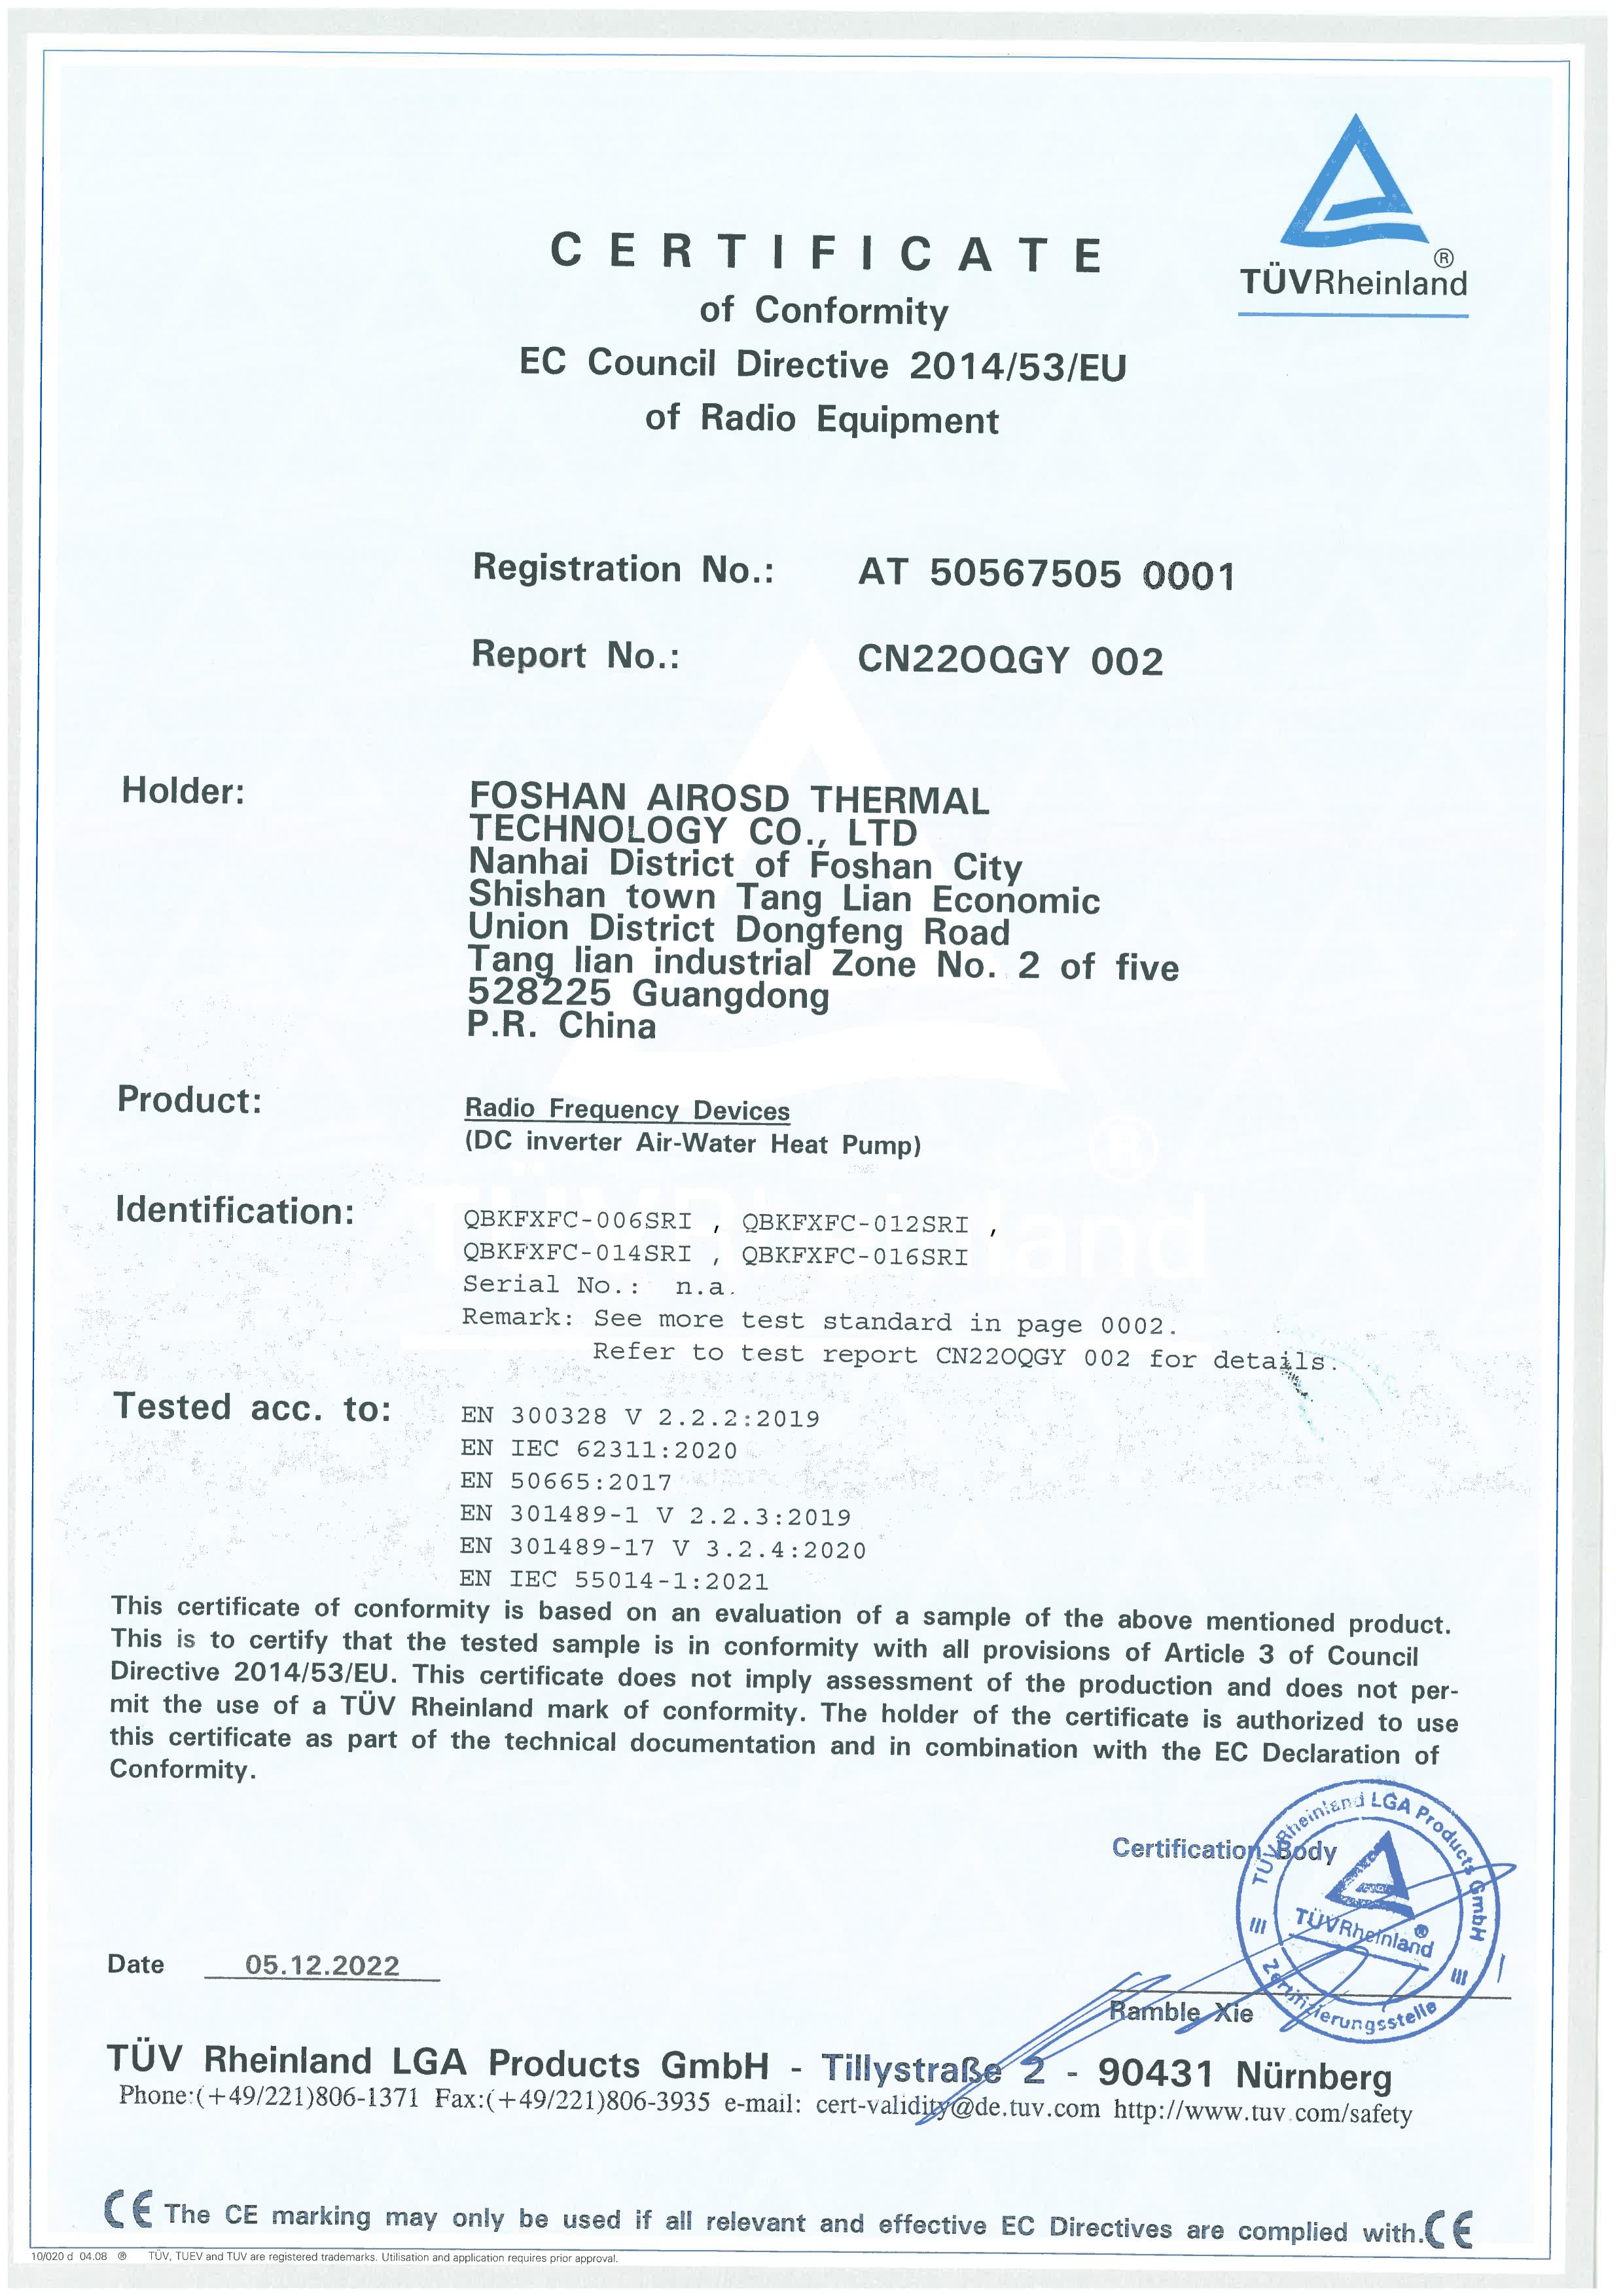 TÜVRheinland®
CERTIFICATE
of Conformity
EC Council Directive 2014/53/EU
of Radio Equipment
Registration No.: AT 50567505 0001
Report No.: CN22OQGY 002
Holder: FOSHAN AIROSD THERMAL
TECHNOLOGY CO., LTD
Nanhai District of Foshan City
Shishan town Tang Lian Economic
Union District Dongfeng Road
Tang lian industrial Zone No. 2 of five
528225 Guangdong
P.R. China
Product: Radio Frequency Devices
(DC inverter Air-Water Heat Pump)
Identification: QBKFXFC-006SRI , QBKFXFC-012SRI ,
QBKFXFC-014SRI , QBKFXFC-016SRI
Serial No.: n.a.
Remark: See more test standard in page 0002.
Refer to test report CN22OQGY 002 for details.
Tested acc. to: EN 300328 V 2.2.2:2019
EN IEC 62311:2020
EN 50665:2017
EN 301489-1 V 2.2.3:2019
EN 301489-17 V 3.2.4:2020
EN IEC 55014-1:2021
This certificate of conformity is based on an evaluation of a sample of the above mentioned product.
This is to certify that the tested sample is in conformity with all provisions of Article 3 of Council
Directive 2014/53/EU. This certificate does not imply assessment of the production and does not per-
mit the use of a TÜV Rheinland mark of conformity. The holder of the certificate is authorized to use
this certificate as part of the technical documentation and in combination with the EC Declaration of
Conformity.
Certification Body
TÜV Rheinland LGA Products GmbH
TÜVRheinland®
Zertifizierungsstelle
Date 05.12.2022
Ramble Xie
TÜV Rheinland LGA Products GmbH - Tillystraße 2 - 90431 Nürnberg
Phone:(+49/221)806-1371 Fax:(+49/221)806-3935 e-mail: cert-validity@de.tuv.com http://www.tuv.com/safety
CE The CE marking may only be used if all relevant and effective EC Directives are complied with. CE
10/020 d 04.08 ® TÜV, TUEV and TUV are registered trademarks. Utilisation and application requires prior approval.